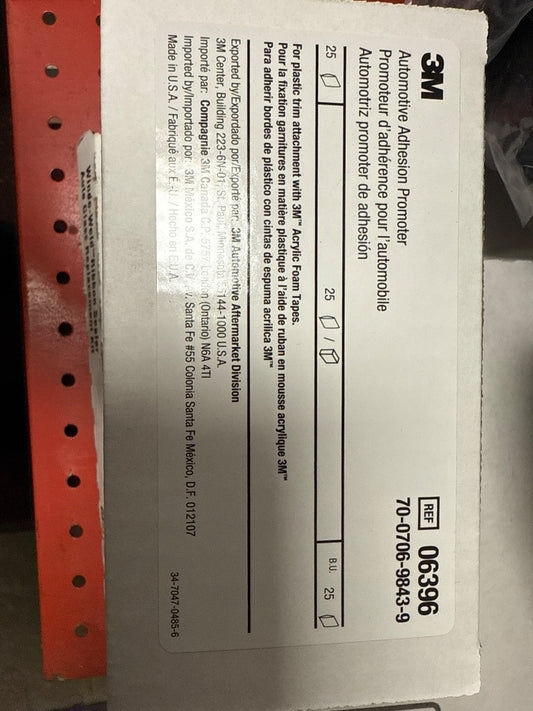 3M
Automotive Adhesion Promoter
Promoteur d'adhérence pour l'automobile
Automotriz promoter de adhesión
REF 06396
70-0706-9843-9
25
25 /
B.U. 25
For plastic trim attachment with 3M™ Acrylic Foam Tapes.
Pour la fixation garnitures en matière plastique à l'aide de ruban en mousse acrylique 3M™
Para adherir bordes de plástico con cintas de espuma acrilica 3M™
Exported by/Exportado por/Exporté par: 3M Automotive Aftermarket Division
3M Center, Building 223-6N-01, St. Paul, Minnesota 55144-1000 U.S.A.
Importé par: Compagnie 3M Canada C.P. 5757 London (Ontario) N6A 4T1
Imported by/Importado por: 3M México S.A. de C.V. Av. Santa Fe #55 Colonia Santa Fe México, D.F. 012107
Made in U.S.A. / Fabriqué aux É.-U. / Hecho en E.U.A.
34-7047-0485-6
Windo-Weld™ Ribbon Sealer